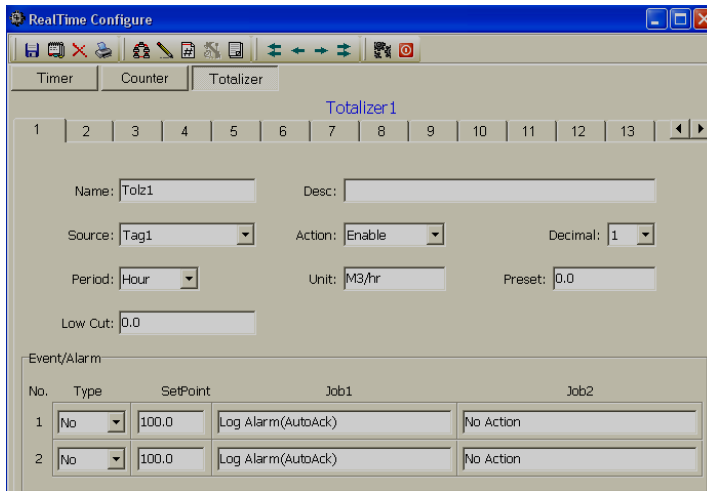 RealTime Configure
Timer Counter Totalizer
Totalizer1
1 2 3 4 5 6 7 8 9 10 11 12 13
Name: Tolz1 Desc:
Source: Tag1 Action: Enable Decimal: 1
Period: Hour Unit: M3/hr Preset: 0.0
Low Cut: 0.0
Event/Alarm
No. Type SetPoint Job1 Job2
1 No 100.0 Log Alarm(AutoAck) No Action
2 No 100.0 Log Alarm(AutoAck) No Action